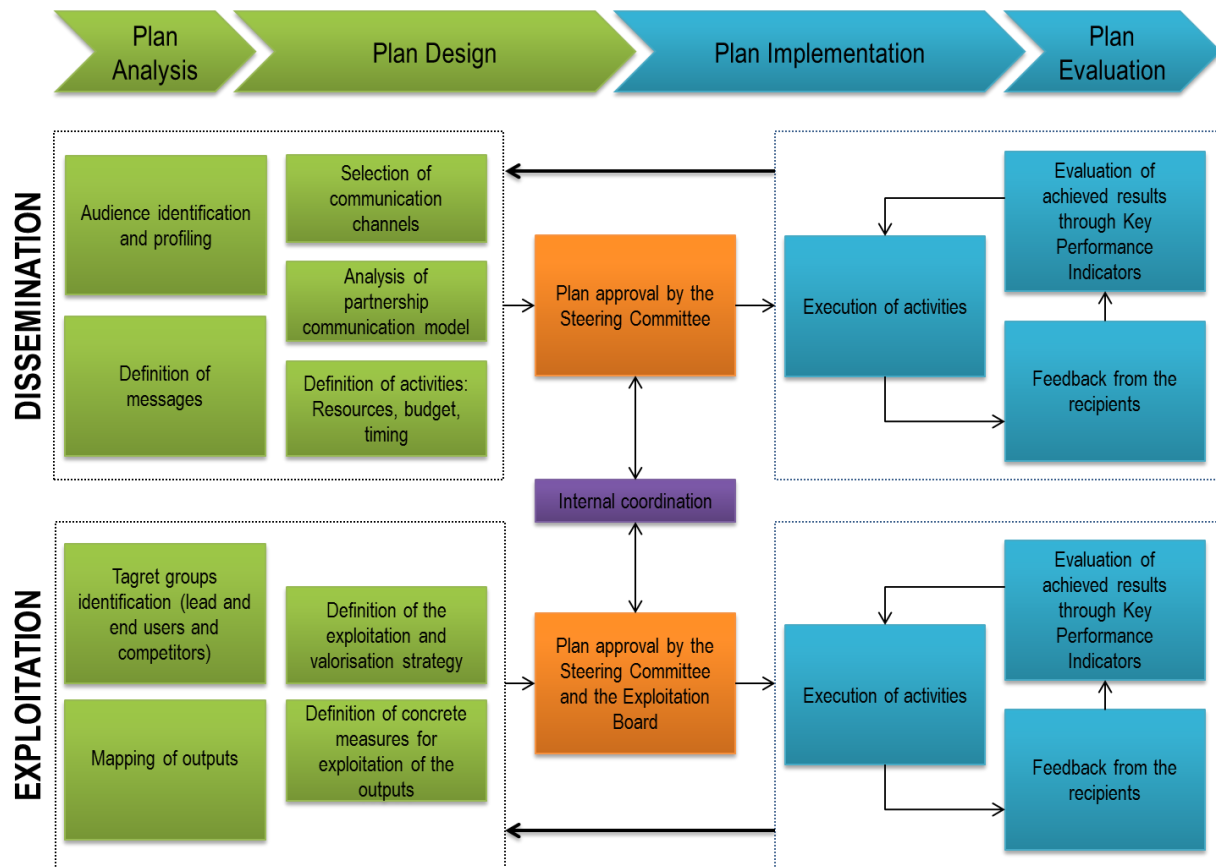 Plan
Analysis
Plan Design
Plan Implementation
Plan
Evaluation
DISSEMINATION
Audience identification
and profiling
Definition of
messages
Selection of
communication
channels
Analysis of
partnership
communication model
Definition of activities:
Resources, budget,
timing
Plan approval by the
Steering Committee
Execution of activities
Evaluation of
achieved results
through Key
Performance
Indicators
Feedback from the
recipients
Internal coordination
EXPLOITATION
Tagret groups
identification (lead and
end users and
competitors)
Mapping of outputs
Definition of the
exploitation and
valorisation strategy
Definition of concrete
measures for
exploitation of the
outputs
Plan approval by the
Steering Committee
and the Exploitation
Board
Execution of activities
Evaluation of
achieved results
through Key
Performance
Indicators
Feedback from the
recipients